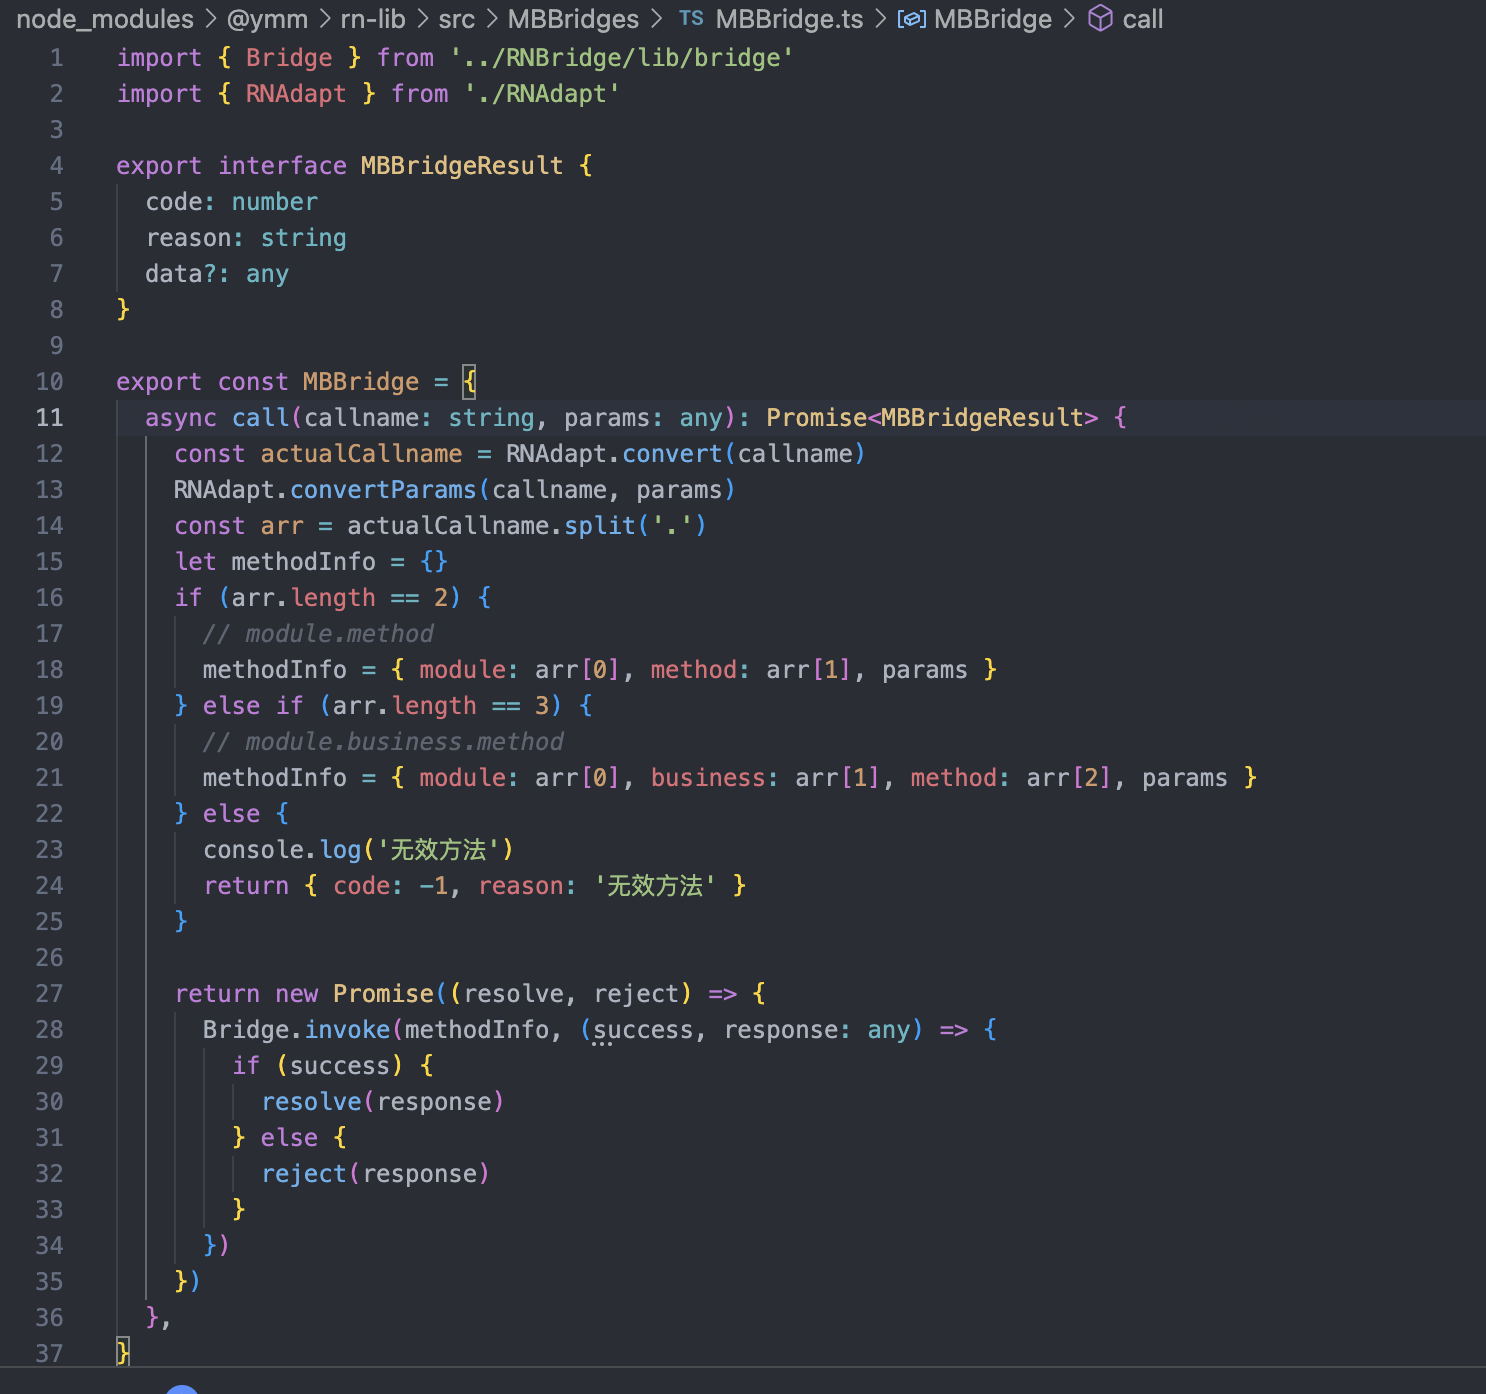 node_modules > @ymm > rn-lib > src > MBBridges > TS MBBridge.ts > MBBridge > call
1 import { Bridge } from '../RNBridge/lib/bridge'
2 import { RNAdapt } from './RNAdapt'
3
4 export interface MBBridgeResult {
5   code: number
6   reason: string
7   data?: any
8 }
9
10 export const MBBridge = {
11   async call(callname: string, params: any): Promise<MBBridgeResult> {
12     const actualCallname = RNAdapt.convert(callname)
13     RNAdapt.convertParams(callname, params)
14     const arr = actualCallname.split('.')
15     let methodInfo = {}
16     if (arr.length == 2) {
17       // module.method
18       methodInfo = { module: arr[0], method: arr[1], params }
19     } else if (arr.length == 3) {
20       // module.business.method
21       methodInfo = { module: arr[0], business: arr[1], method: arr[2], params }
22     } else {
23       console.log('无效方法')
24       return { code: -1, reason: '无效方法' }
25     }
26
27     return new Promise((resolve, reject) => {
28       Bridge.invoke(methodInfo, (success, response: any) => {
29         if (success) {
30           resolve(response)
31         } else {
32           reject(response)
33         }
34       })
35     })
36   },
37 }